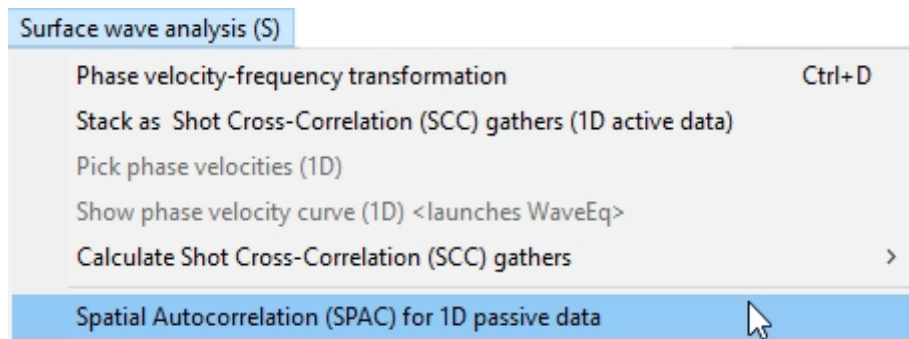 Surface wave analysis (S)
Phase velocity-frequency transformation Ctrl+D
Stack as Shot Cross-Correlation (SCC) gathers (1D active data)
Pick phase velocities (1D)
Show phase velocity curve (1D) <launches WaveEq>
Calculate Shot Cross-Correlation (SCC) gathers >
Spatial Autocorrelation (SPAC) for 1D passive data